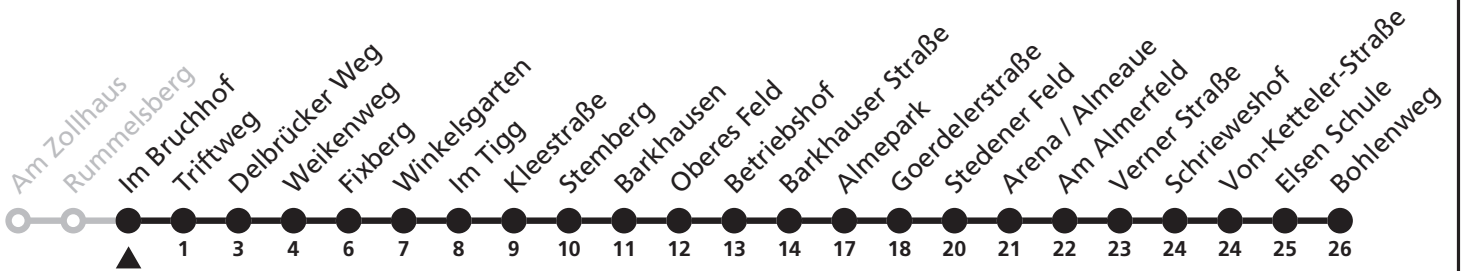 Am Zollhaus
Rummelsberg
Im Bruchhof
Triftweg
Delbrücker Weg
Weikenweg
Fixberg
Winkelsgarten
Im Tigg
Kleestraße
Stemberg
Barkhausen
Oberes Feld
Betriebshof
Barkhauser Straße
Almepark
Goerdelerstraße
Stedener Feld
Arena / Almeaue
Am Almerfeld
Verner Straße
Schrieweshof
Von-Ketteler-Straße
Elsen Schule
Bohlenweg
1 3 4 6 7 8 9 10 11 12 13 14 17 18 20 21 22 23 24 24 25 26